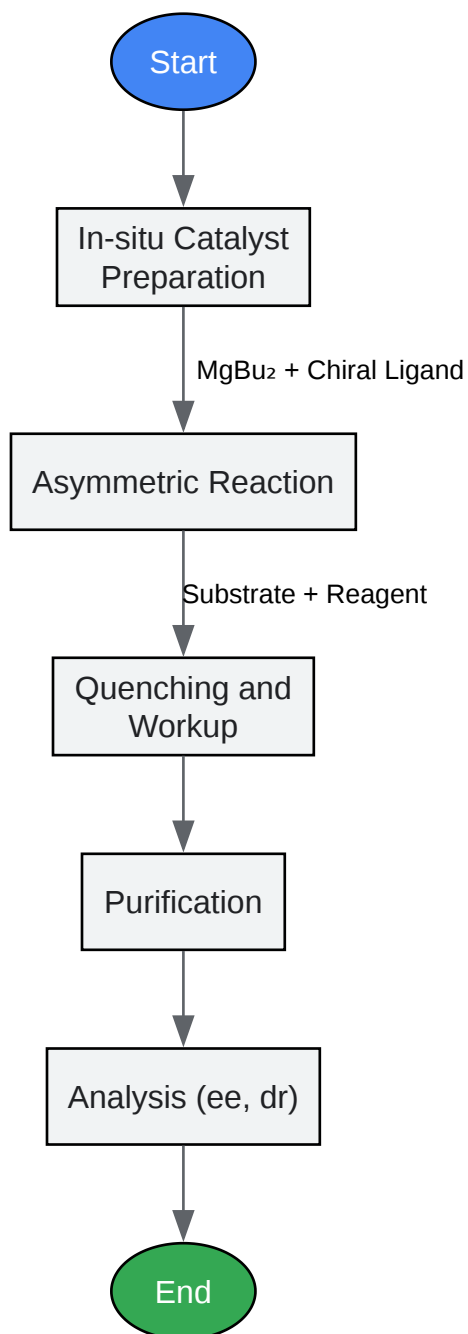 Start
In-situ Catalyst
Preparation
MgBu₂ + Chiral Ligand
Asymmetric Reaction
Substrate + Reagent
Quenching and
Workup
Purification
Analysis (ee, dr)
End